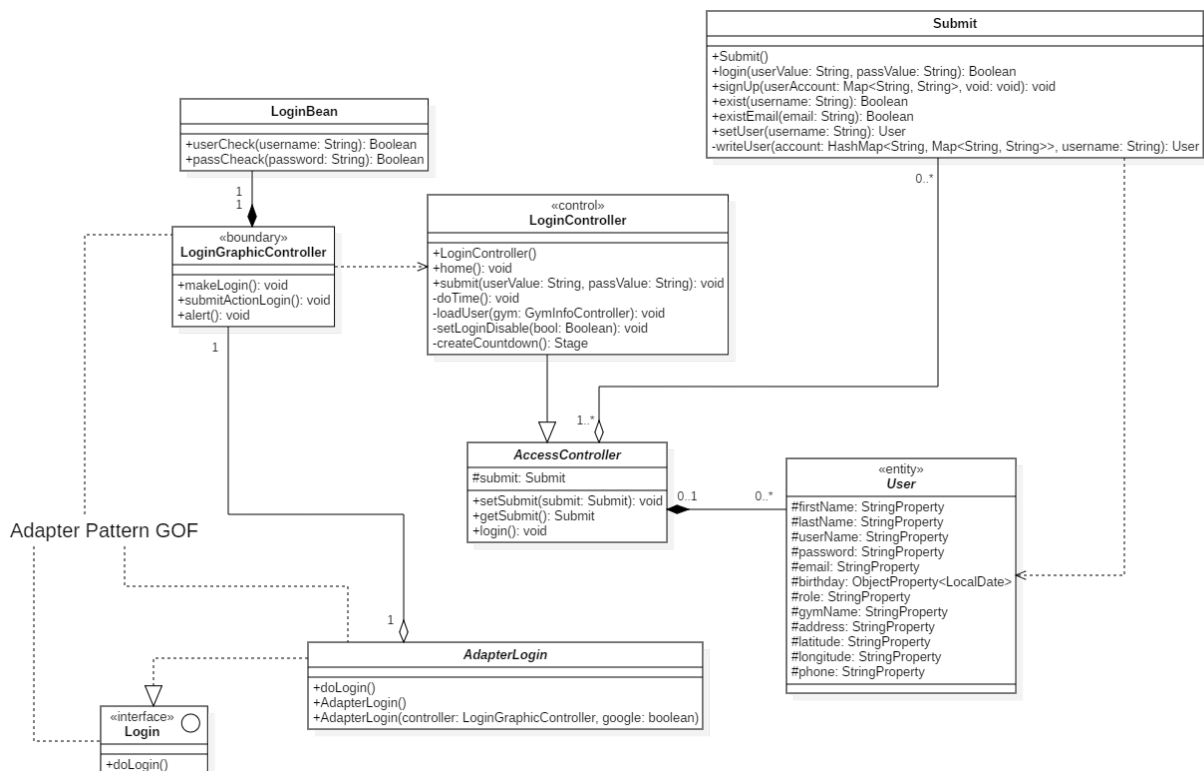 Submit
+Submit()
+login(userValue: String, passValue: String): Boolean
+signUp(userAccount: Map<String, String>, void: void): void
+exist(username: String): Boolean
+existEmail(email: String): Boolean
+setUser(username: String): User
-writeUser(account: HashMap<String, Map<String, String>>, username: String): User
LoginBean
+userCheck(username: String): Boolean
+passCheack(password: String): Boolean
1
1
0..*
«boundary»
LoginGraphicController
+makeLogin(): void
+submitActionLogin(): void
+alert(): void
1
«control»
LoginController
+LoginController()
+home(): void
+submit(userValue: String, passValue: String): void
-doTime(): void
-loadUser(gym: GymInfoController): void
-setLoginDisable(bool: Boolean): void
-createCountdown(): Stage
1..*
AccessController
#submit: Submit
+setSubmit(submit: Submit): void
+getSubmit(): Submit
+login(): void
0..1
0..*
«entity»
User
#firstName: StringProperty
#lastName: StringProperty
#userName: StringProperty
#password: StringProperty
#email: StringProperty
#birthday: ObjectProperty<LocalDate>
#role: StringProperty
#gymName: StringProperty
#address: StringProperty
#latitude: StringProperty
#longitude: StringProperty
#phone: StringProperty
Adapter Pattern GOF
1
AdapterLogin
+doLogin()
+AdapterLogin()
+AdapterLogin(controller: LoginGraphicController, google: boolean)
«interface»
Login
+doLogin()